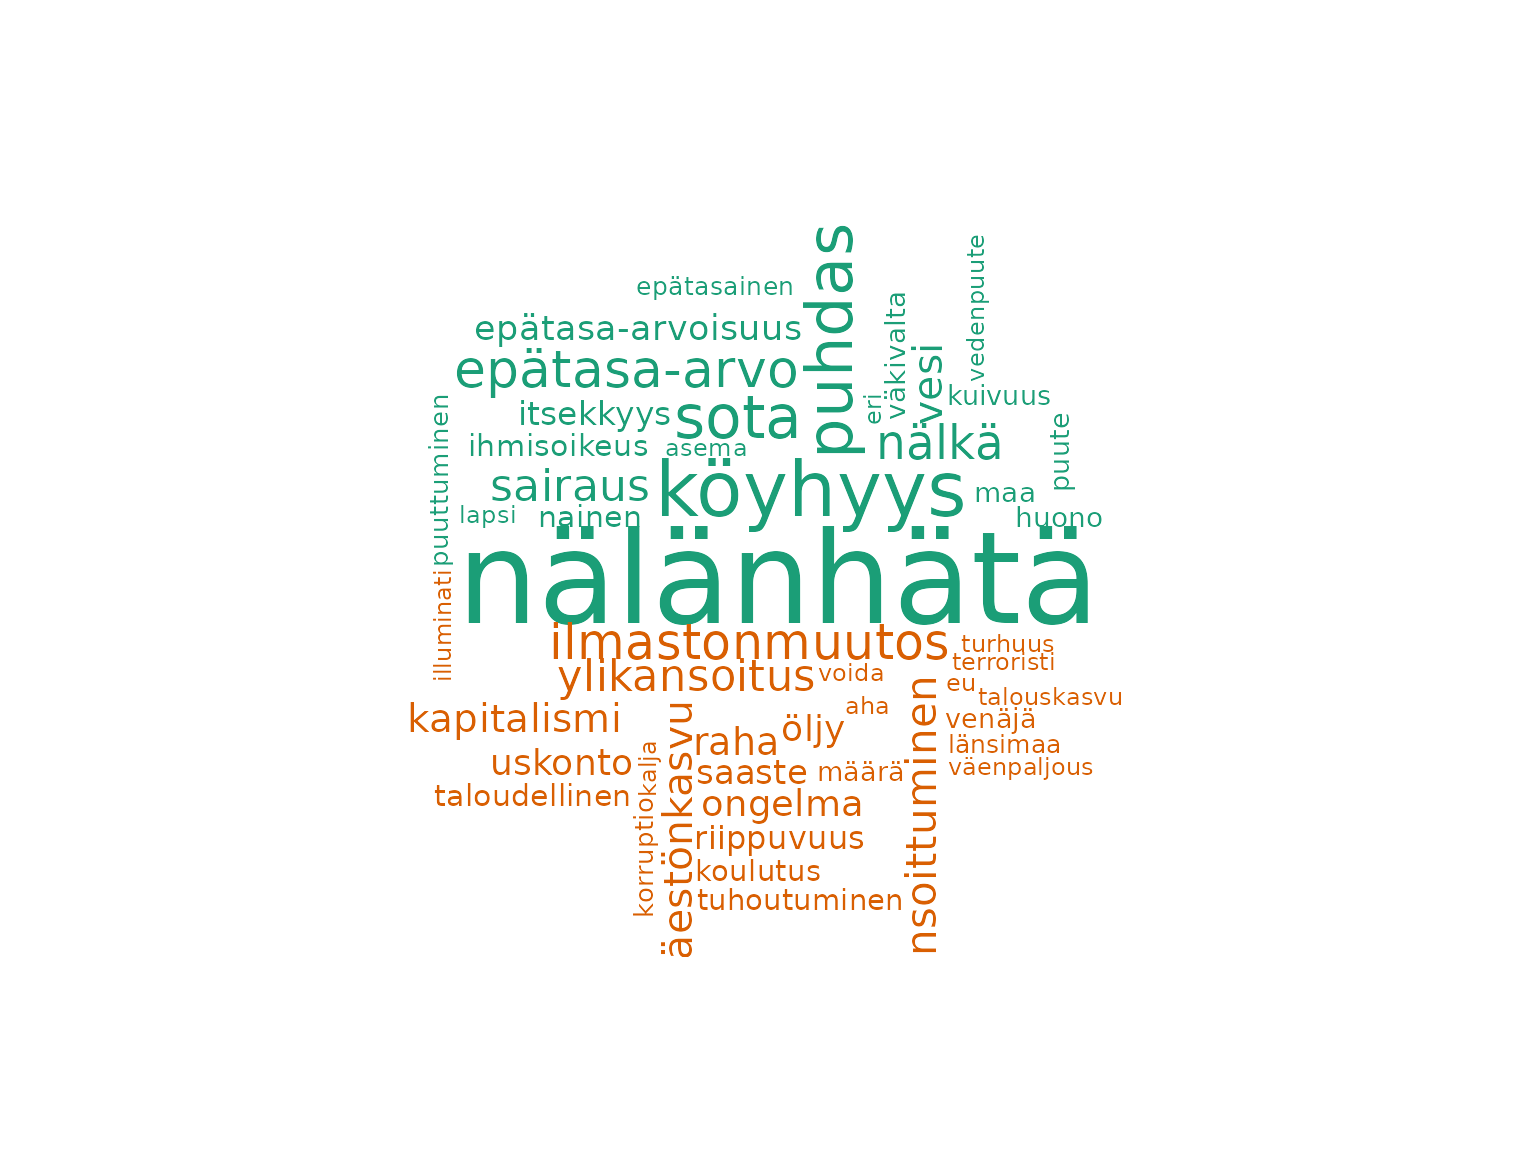 puhdas
epätasainen
vedenpuute
väkivalta
epätasa-arvoisuus
vesi
epätasa-arvo
kuivuus
eri
itsekkyys
sota
puuttuminen
puute
nälkä
ihmisoikeus
asema
sairaus
köyhyys
maa
lapsi
nainen
huono
nälänhätä
illuminati
ilmastonmuutos
turhuus
terroristi
ylikansoitus
voida
eu
talouskasvu
kapitalismi
aha
venäjä
öljy
raha
länsimaa
uskonto
kalja
äestönkasvu
nsoittuminen
saaste
määrä
väenpaljous
taloudellinen
ongelma
korruptio
riippuvuus
koulutus
tuhoutuminen